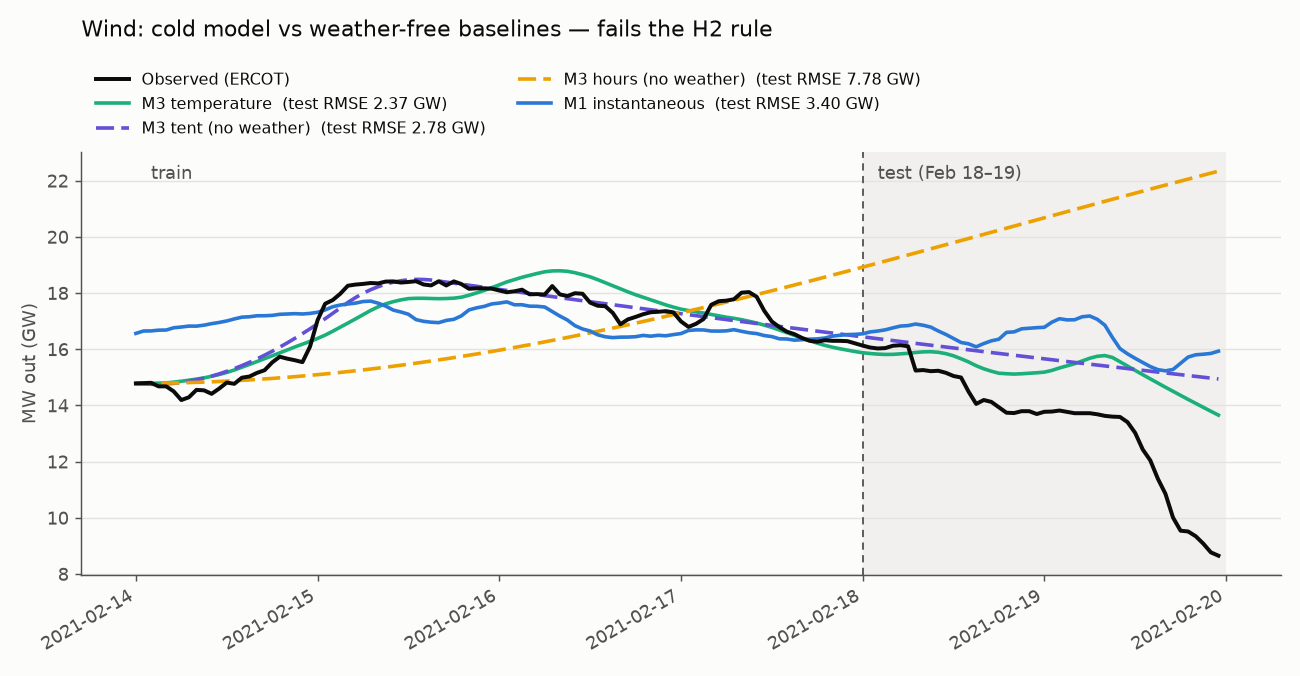 Wind: cold model vs weather-free baselines — fails the H2 rule
Observed (ERCOT)
M3 temperature  (test RMSE 2.37 GW)
M3 tent (no weather)  (test RMSE 2.78 GW)
M3 hours (no weather)  (test RMSE 7.78 GW)
M1 instantaneous  (test RMSE 3.40 GW)
train
test (Feb 18–19)
MW out (GW)
22
20
18
16
14
12
10
8
2021-02-14
2021-02-15
2021-02-16
2021-02-17
2021-02-18
2021-02-19
2021-02-20